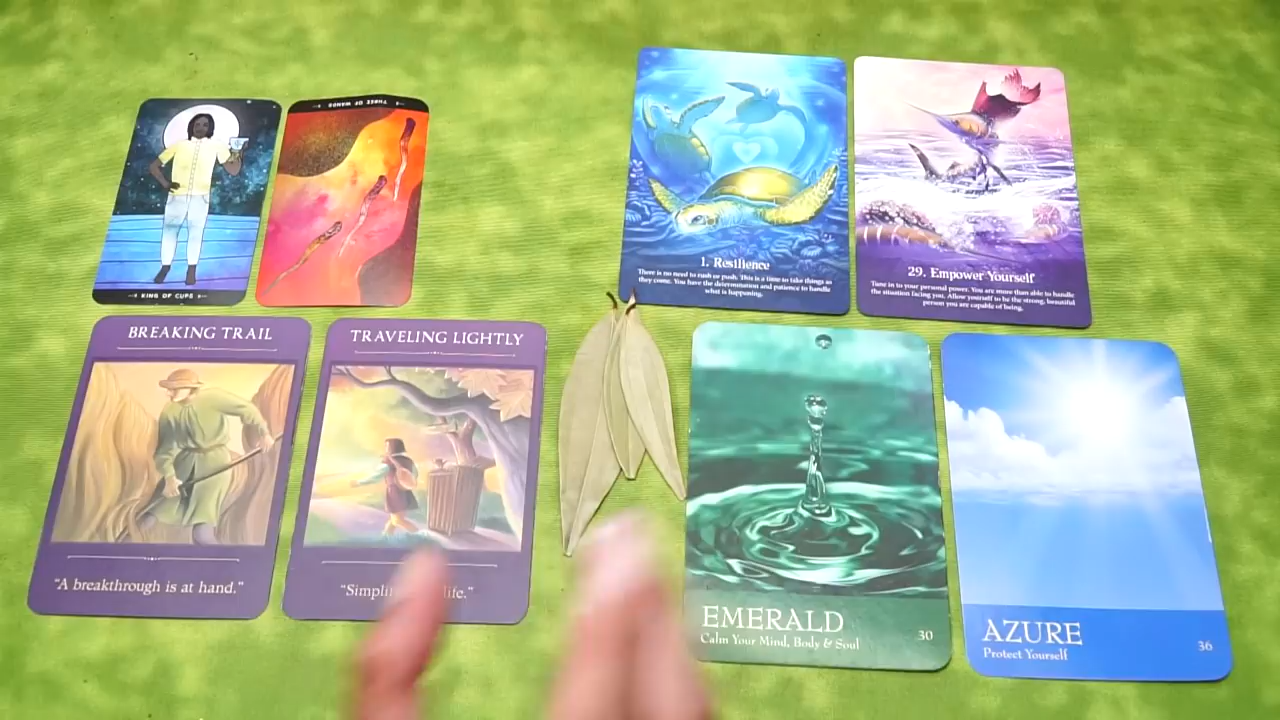 KING OF CUPS
THREE OF WANDS
1. Resilience
There is no need to rush or push. This is a time to take things as
they come. You have the determination and patience to handle
what is happening.
29. Empower Yourself
Tune in to your personal power. You are more than able to handle
the situation facing you. Allow yourself to be the strong, beautiful
person you are capable of being.
BREAKING TRAIL
"A breakthrough is at hand."
TRAVELING LIGHTLY
life."
EMERALD
Calm Your Mind, Body & Soul
30
AZURE
Protect Yourself
36